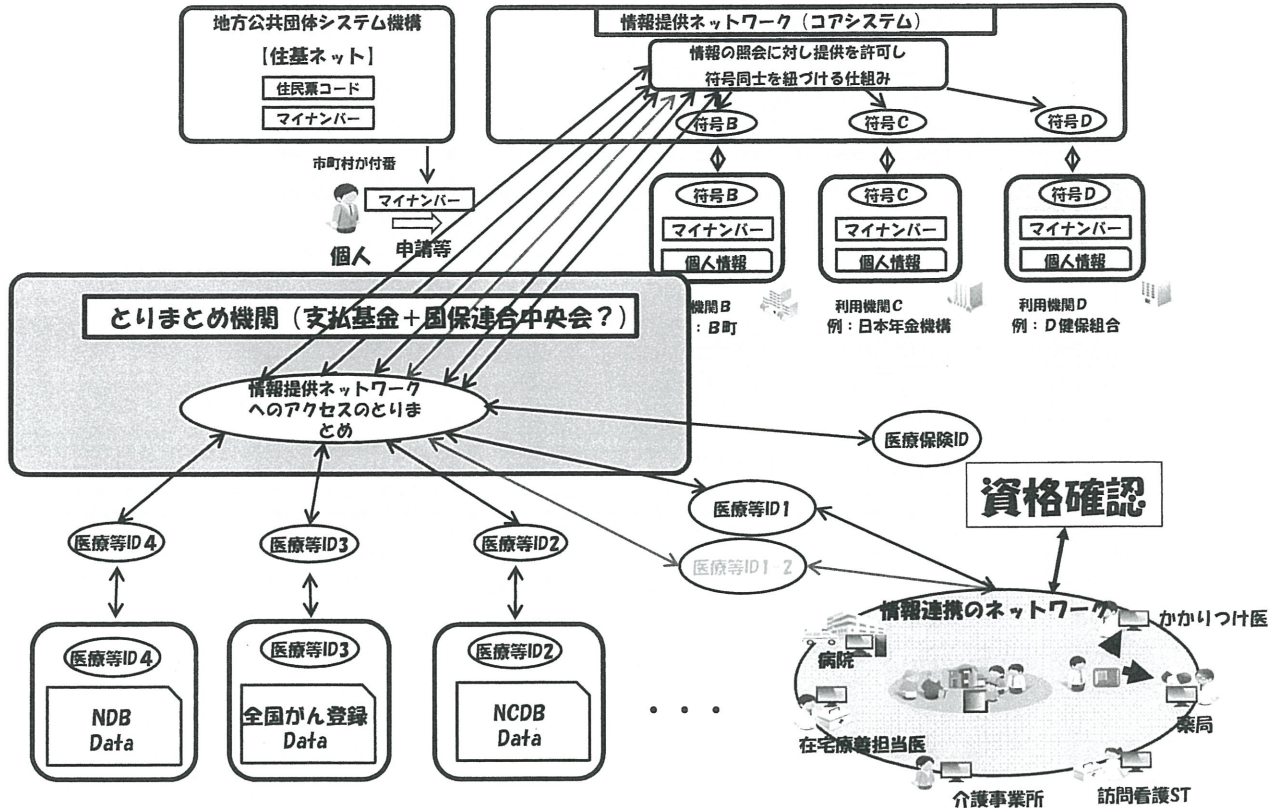 地方公共団体システム機構
【住基ネット】
住民票コード
マイナンバー
市町村が付番
マイナンバー
個人
申請等
情報提供ネットワーク（コアシステム）
情報の照会に対し提供を許可し
符号同士を紐づける仕組み
符号B
符号C
符号D
符号B
マイナンバー
個人情報
符号C
マイナンバー
個人情報
符号D
マイナンバー
個人情報
機関B
：B町
利用機関C
例：日本年金機構
利用機関D
例：D健保組合
とりまとめ機関（支払基金＋国保連合中央会？）
情報提供ネットワーク
へのアクセスのとりま
とめ
医療保険ID
資格確認
医療等ID1
医療等ID1-2
医療等ID4
医療等ID3
医療等ID2
医療等ID4
NDB
Data
医療等ID3
全国がん登録
Data
医療等ID2
NCDB
Data
・・・
情報連携のネットワーク
かかりつけ医
病院
薬局
在宅療養担当医
介護事業所
訪問看護ST